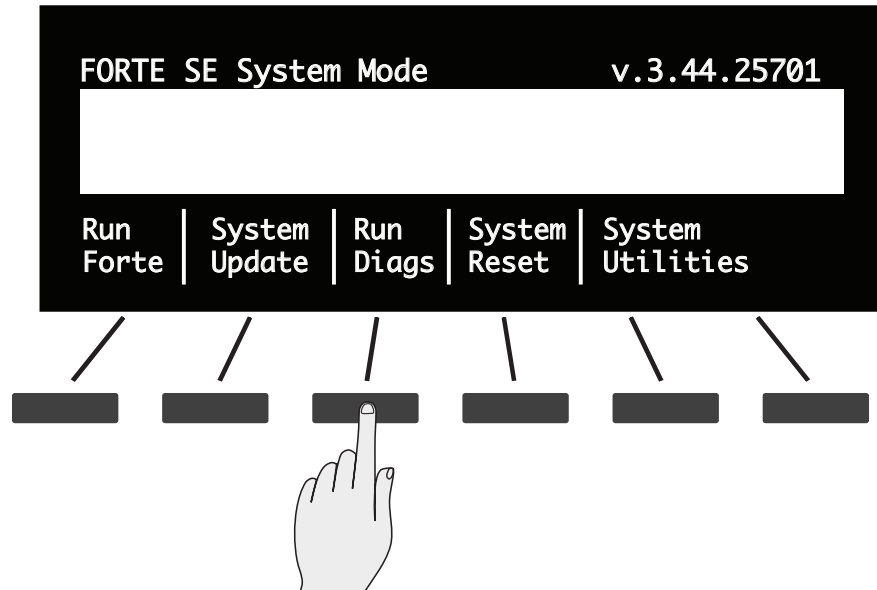 FORTE SE System Mode v.3.44.25701
Run System Run System System
Forte Update Diags Reset Utilities